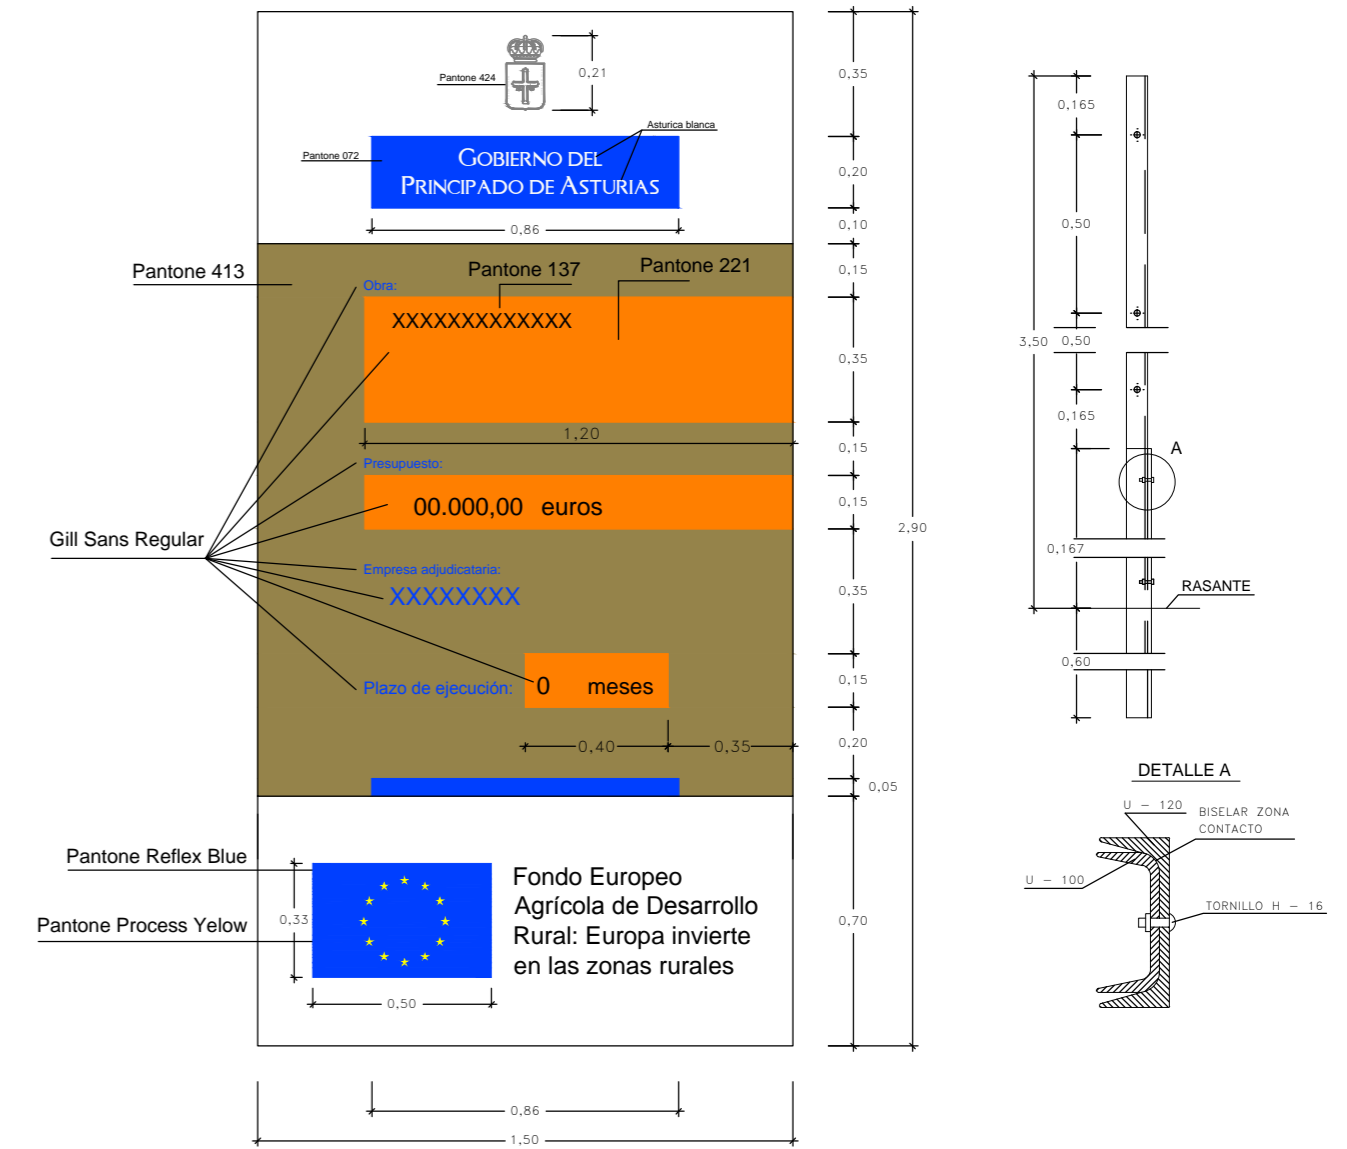 Pantone 424
0,21
0,35
Asturica blanca
Pantone 072
GOBIERNO DEL
PRINCIPADO DE ASTURIAS
0,20
0,86
0,10
Pantone 413
Pantone 137
Pantone 221
0,15
Obra:
XXXXXXXXXXXXX
0,35
1,20
0,15
Presupuesto:
00.000,00 euros
0,15
2,90
Gill Sans Regular
Empresa adjudicataria:
XXXXXXXX
0,35
Plazo de ejecución:
0 meses
0,15
0,40
0,35
0,20
0,05
Pantone Reflex Blue
Pantone Process Yelow
0,33
0,50
Fondo Europeo
Agrícola de Desarrollo
Rural: Europa invierte
en las zonas rurales
0,70
0,86
1,50
0,165
0,50
3,50
0,50
0,165
A
0,167
RASANTE
0,60
DETALLE A
U - 120
BISELAR ZONA
CONTACTO
U - 100
TORNILLO H - 16